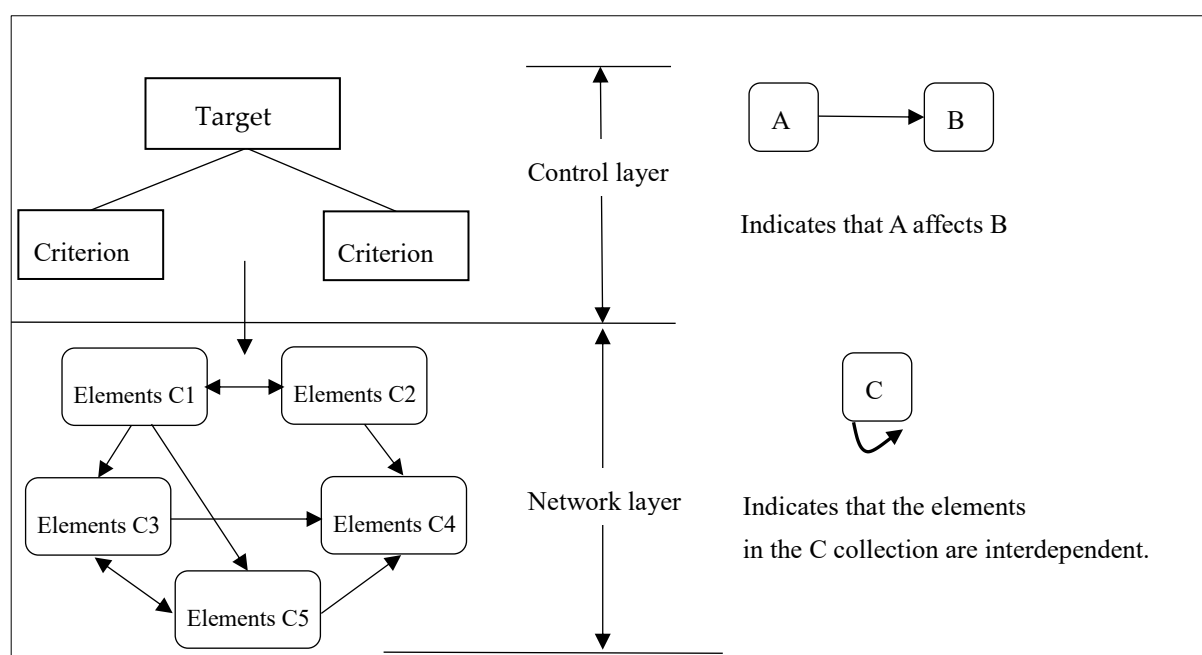 Target
Criterion
Criterion
Control layer
A
B
Indicates that A affects B
Elements C1
Elements C2
Elements C3
Elements C4
Elements C5
Network layer
C
Indicates that the elements
in the C collection are interdependent.